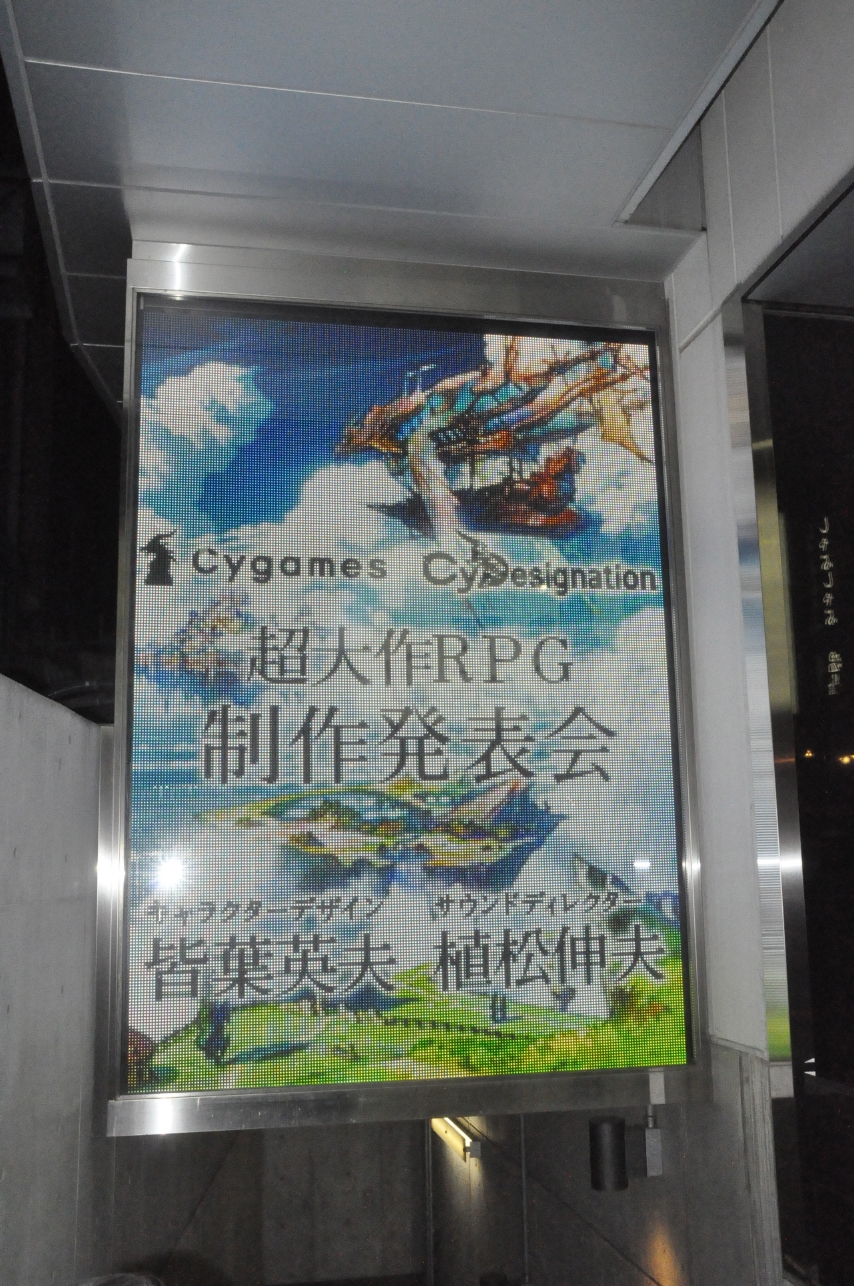 Cygames CyDesignation
超大作RPG
制作発表会
キャラクターデザイン サウンドディレクター
皆葉英夫 植松伸夫